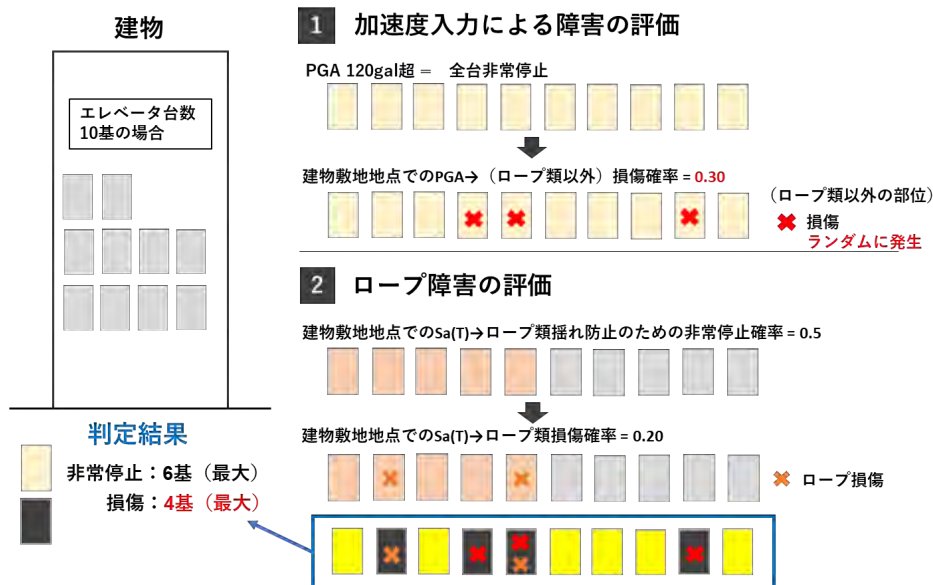 建物
エレベータ台数
10基の場合
判定結果
非常停止：6基（最大）
損傷：4基（最大）
1 加速度入力による障害の評価
PGA 120gal超＝ 全台非常停止
建物敷地地点でのPGA→（ロープ類以外）損傷確率＝0.30
（ロープ類以外の部位）
損傷
ランダムに発生
2 ロープ障害の評価
建物敷地地点でのSa(T)→ロープ類揺れ防止のための非常停止確率＝0.5
建物敷地地点でのSa(T)→ロープ類損傷確率＝0.20
ロープ損傷